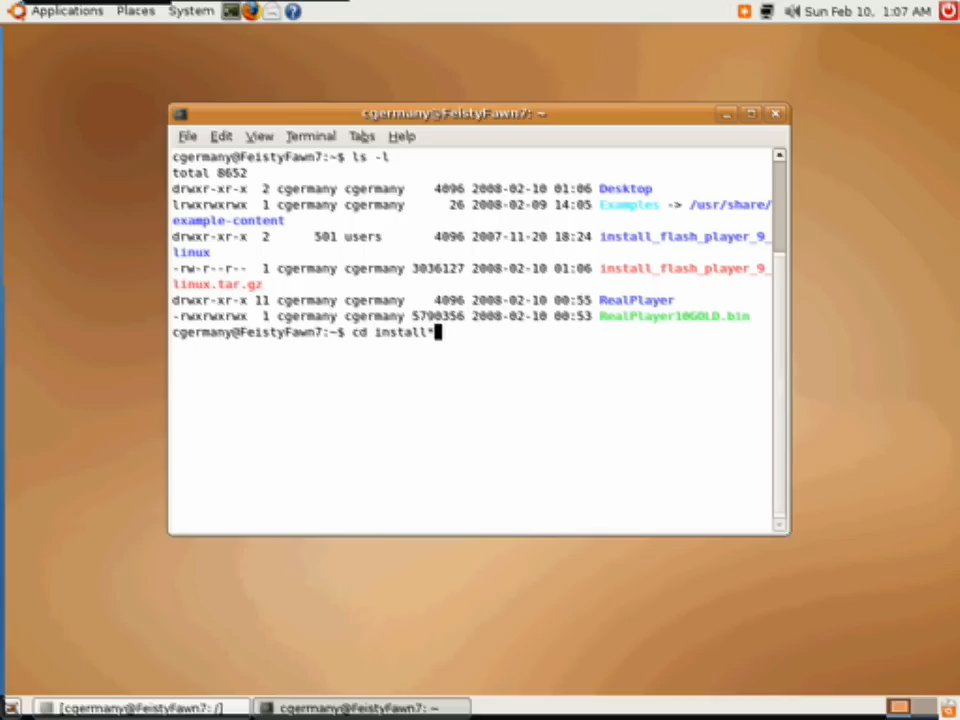 Applications Places System
Sun Feb 10, 1:07 AM
cgermany@FeistyFawn7: ~
File Edit View Terminal Tabs Help
cgermany@FeistyFawn7:~$ ls -l
total 8652
drwxr-xr-x 2 cgermany cgermany 4096 2008-02-10 01:06 Desktop
lrwxrwxrwx 1 cgermany cgermany 26 2008-02-09 14:05 Examples -> /usr/share/
example-content
drwxr-xr-x 2 501 users 4096 2007-11-20 18:24 install_flash_player_9_
linux
-rw-r--r-- 1 cgermany cgermany 3036127 2008-02-10 01:06 install_flash_player_9_
linux.tar.gz
drwxr-xr-x 11 cgermany cgermany 4096 2008-02-10 00:55 RealPlayer
-rwxrwxrwx 1 cgermany cgermany 5790356 2008-02-10 00:53 RealPlayer10GOLD.bin
cgermany@FeistyFawn7:~$ cd install*
[cgermany@FeistyFawn7: /]
cgermany@FeistyFawn7: ~